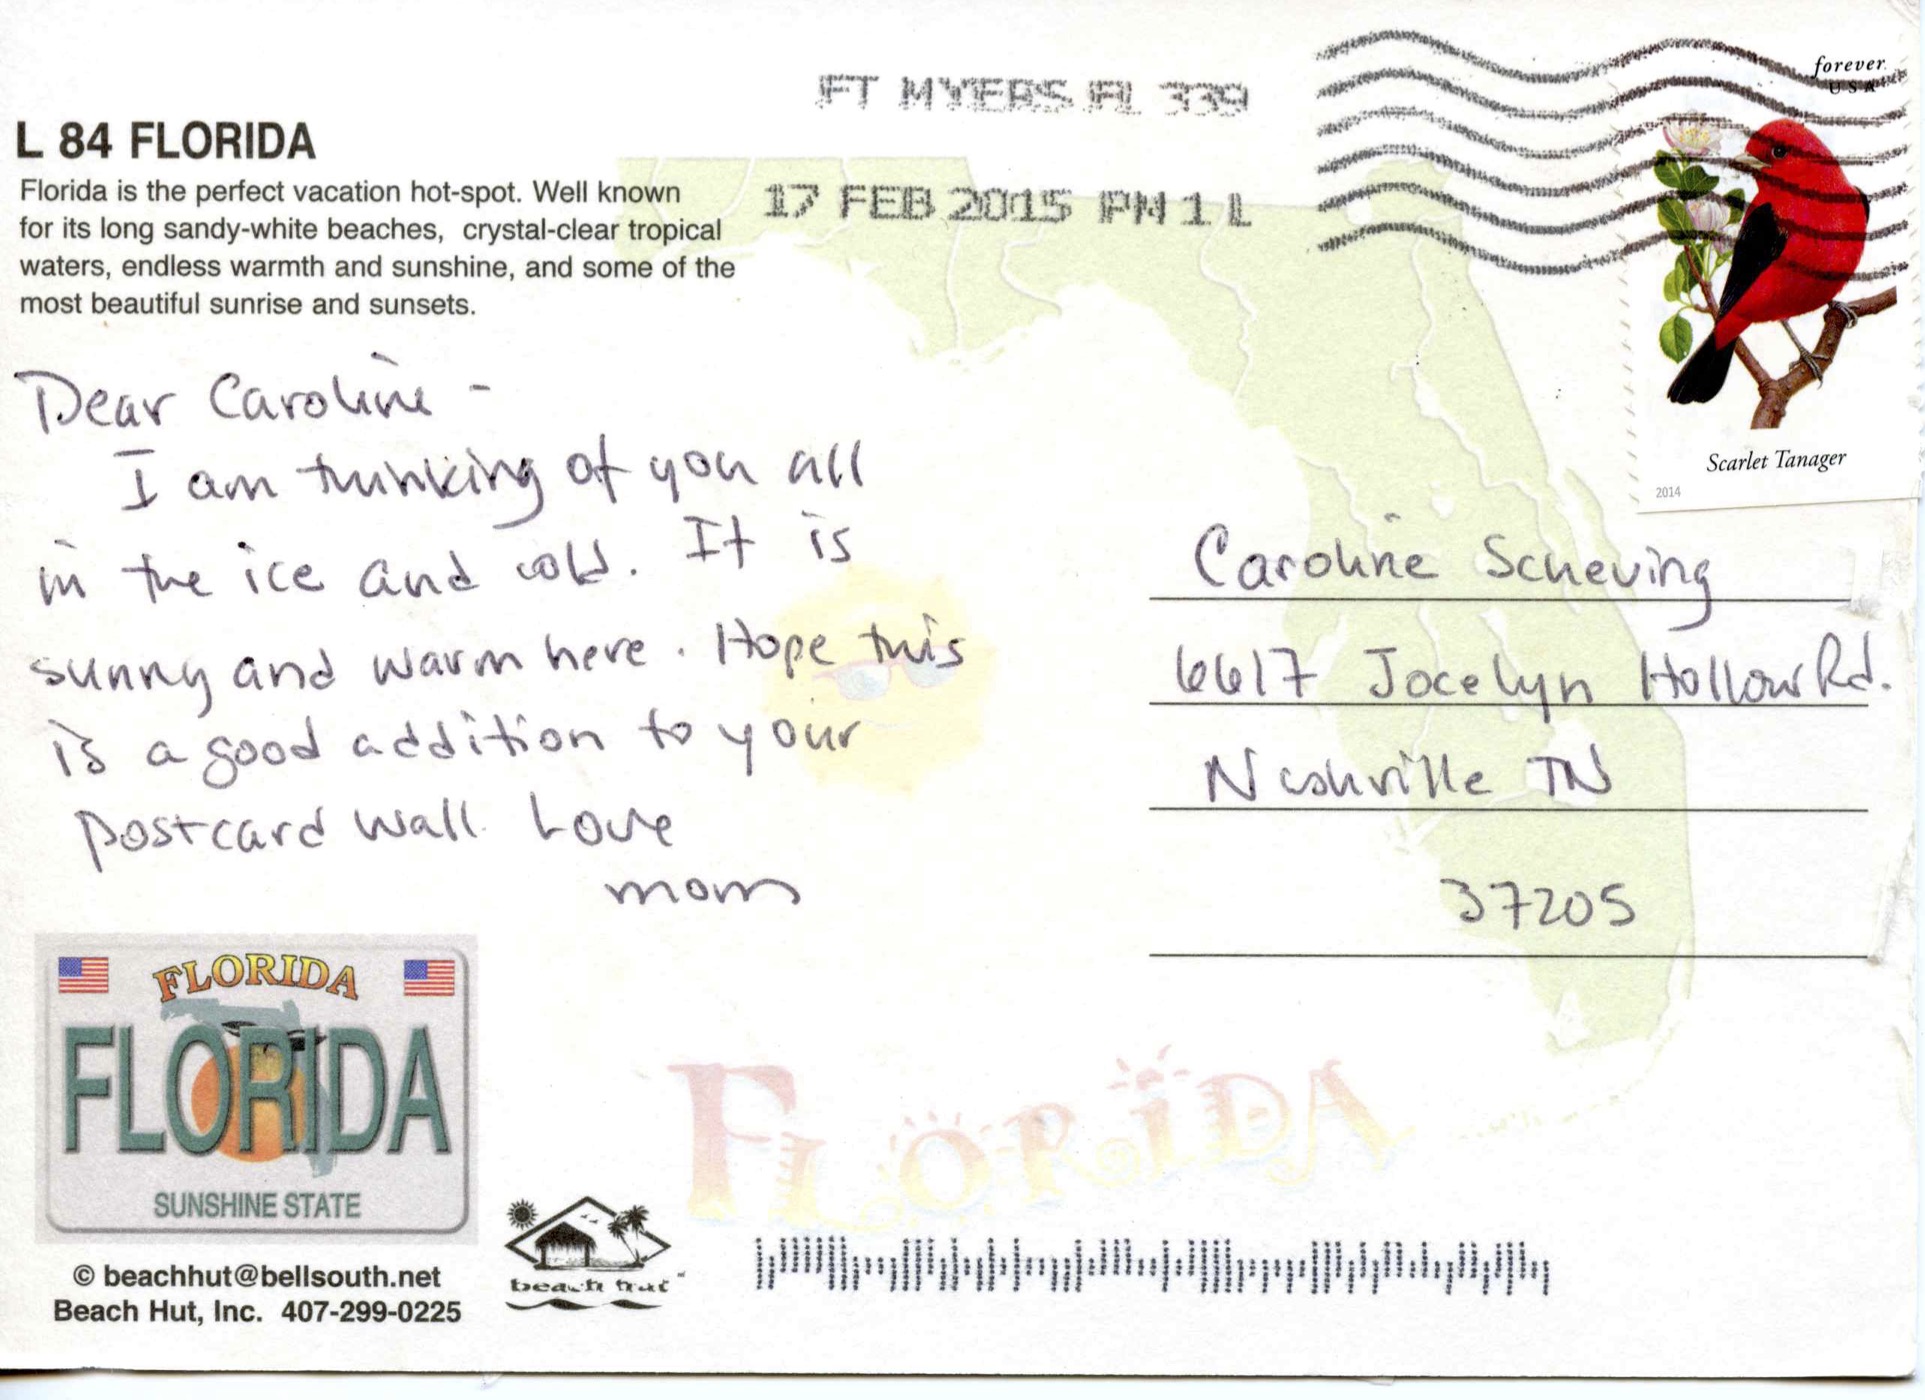 FT MYERS FL 339
17 FEB 2015 PM 1 L
forever
USA
Scarlet Tanager
2014
L 84 FLORIDA
Florida is the perfect vacation hot-spot. Well known
for its long sandy-white beaches, crystal-clear tropical
waters, endless warmth and sunshine, and some of the
most beautiful sunrise and sunsets.
Dear Caroline -
I am thinking of you all
in the ice and cold. It is
sunny and warm here. Hope this
is a good addition to your
postcard wall. Love
mom
Caroline Scheving
6617 Jocelyn Hollow Rd.
Nashville TN
37205
FLORIDA
FLORIDA
SUNSHINE STATE
© beachhut@bellsouth.net
Beach Hut, Inc. 407-299-0225
beach hut
FLORIDA